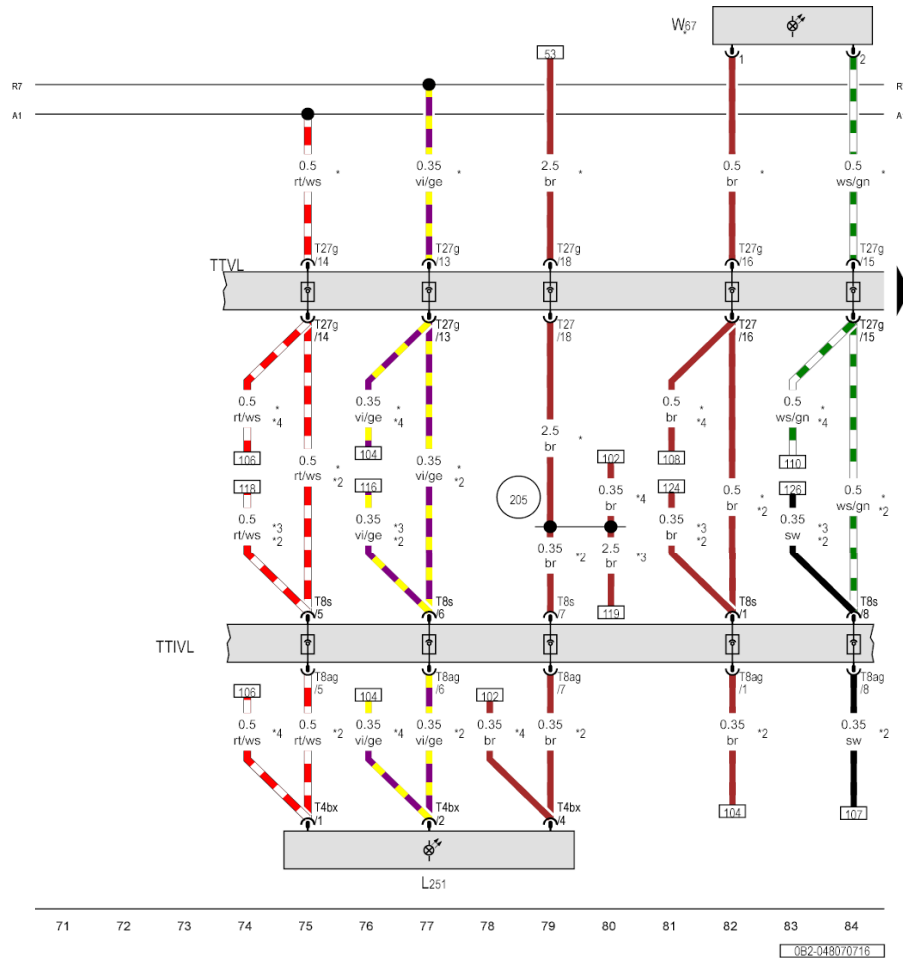 W67
*
1
2
53
R7
R
A1
A
0.5
rt/ws
*
0.35
vi/ge
*
2.5
br
*
0.5
br
*
0.5
ws/gn
*
T27g
/14
T27g
/13
T27g
/18
T27g
/16
T27g
/15
TTVL
T27g
/14
T27g
/13
T27
/18
T27
/16
T27g
/15
0.5
rt/ws
*
*4
0.35
vi/ge
*
*4
0.5
br
*
*4
0.5
ws/gn
*
*4
2.5
br
*
106
0.5
rt/ws
*
*2
104
0.35
vi/ge
*
*2
102
108
110
118
116
205
0.35
br
*4
124
0.5
br
*
*2
126
0.5
ws/gn
*
*2
0.5
rt/ws
*3
*2
0.35
vi/ge
*3
*2
0.35
br
*2
2.5
br
*3
0.35
br
*3
*2
0.35
sw
*3
*2
119
T8s
/5
T8s
/6
T8s
/7
T8s
/1
T8s
/8
TTIVL
T8ag
/5
T8ag
/6
T8ag
/7
T8ag
/1
T8ag
/8
106
104
102
0.5
rt/ws
*4
0.5
rt/ws
*2
0.35
vi/ge
*4
0.35
vi/ge
*2
0.35
br
*4
0.35
br
*2
0.35
br
*2
0.35
sw
*2
T4bx
/1
T4bx
/2
T4bx
/4
104
107
L251
71 72 73 74 75 76 77 78 79 80 81 82 83 84
0B2-048070716